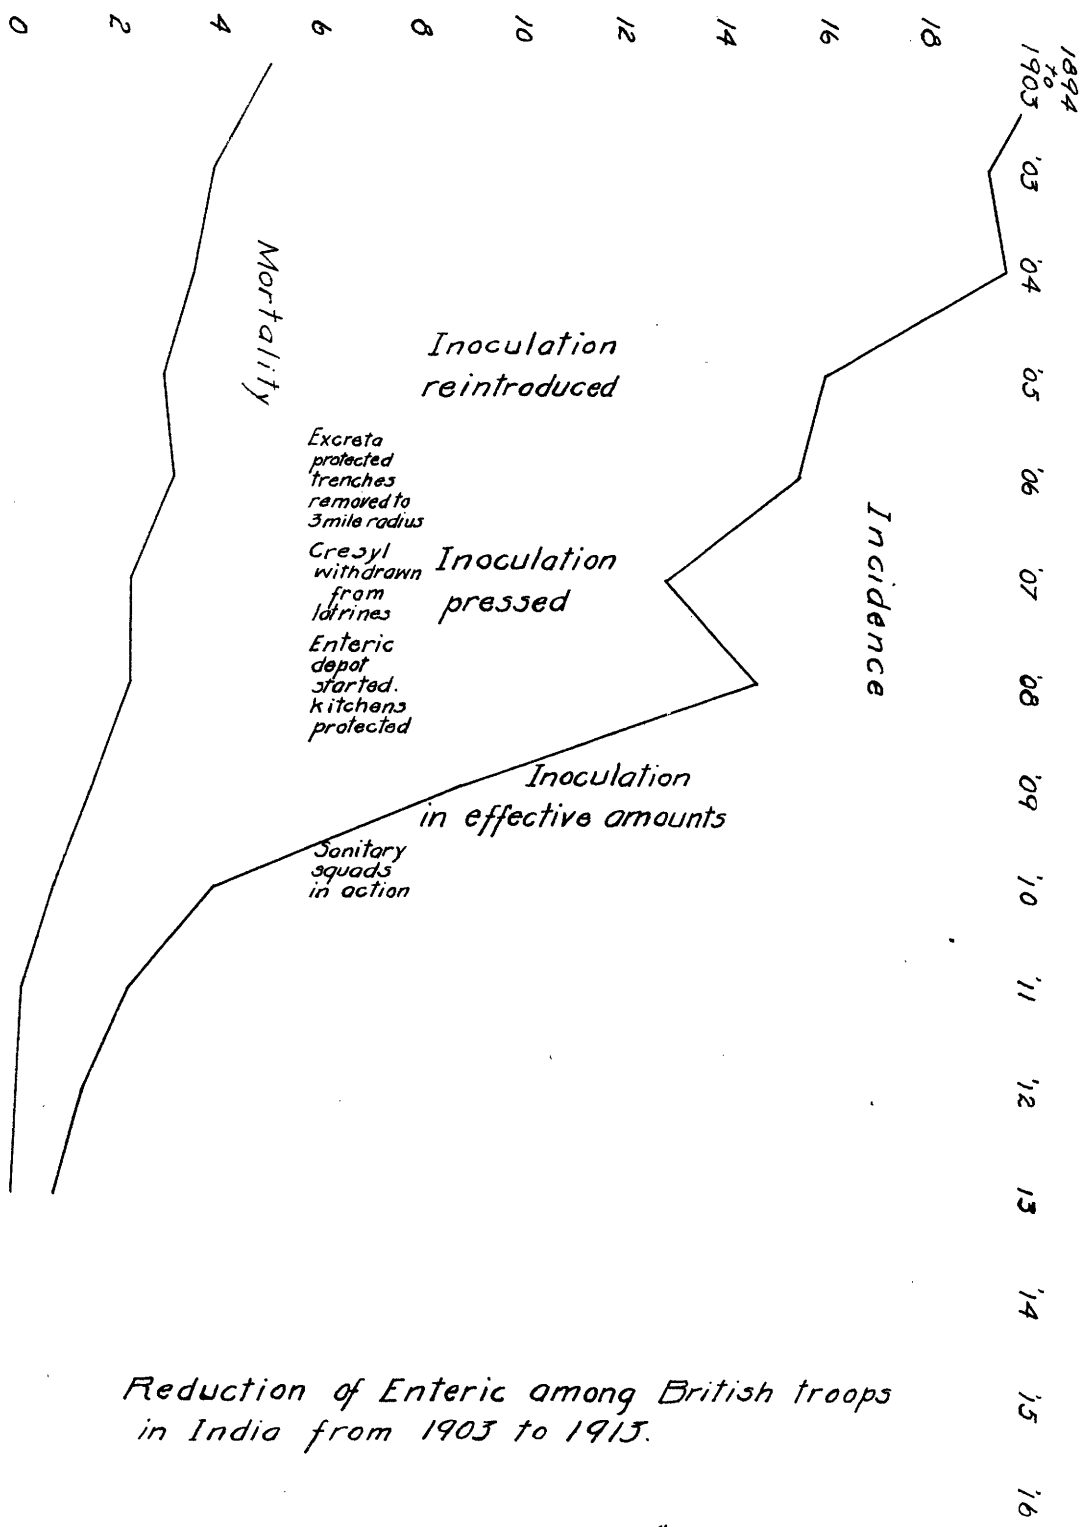 1894
to
1903 '03 '04 '05 '06 '07 '08 '09 '10 '11 '12 13 '14 '15 '16
18
16
14
12
10
8
6
4
2
0
Mortality
Incidence
Inoculation
reintroduced
Excreta
protected
trenches
removed to
3 mile radius
Cresyl
withdrawn
from
latrines
Inoculation
pressed
Enteric
depot
started.
kitchens
protected
Inoculation
in effective amounts
Sanitary
squads
in action
Reduction of Enteric among British troops
in India from 1903 to 1913.